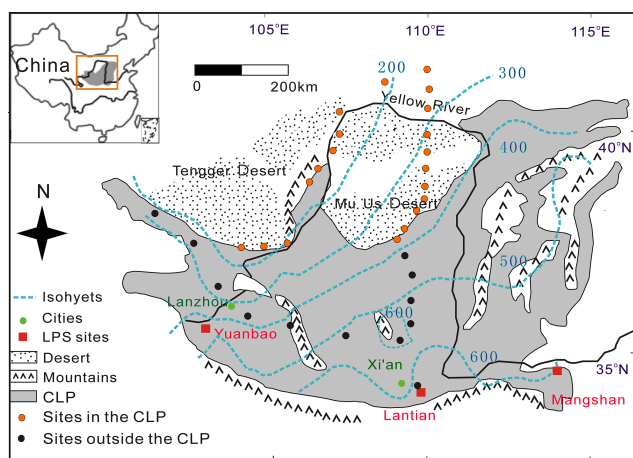 105°E
110°E
115°E
China
200
300
0
200km
Yellow River
400
40°N
Tengger Desert
Mu Us Desert
N
500
Isohyets
Lanzhou
600
Cities
LPS sites
Yuanbao
Desert
Xi'an
600
35°N
Mountains
CLP
Lantian
Mangshan
Sites in the CLP
Sites outside the CLP